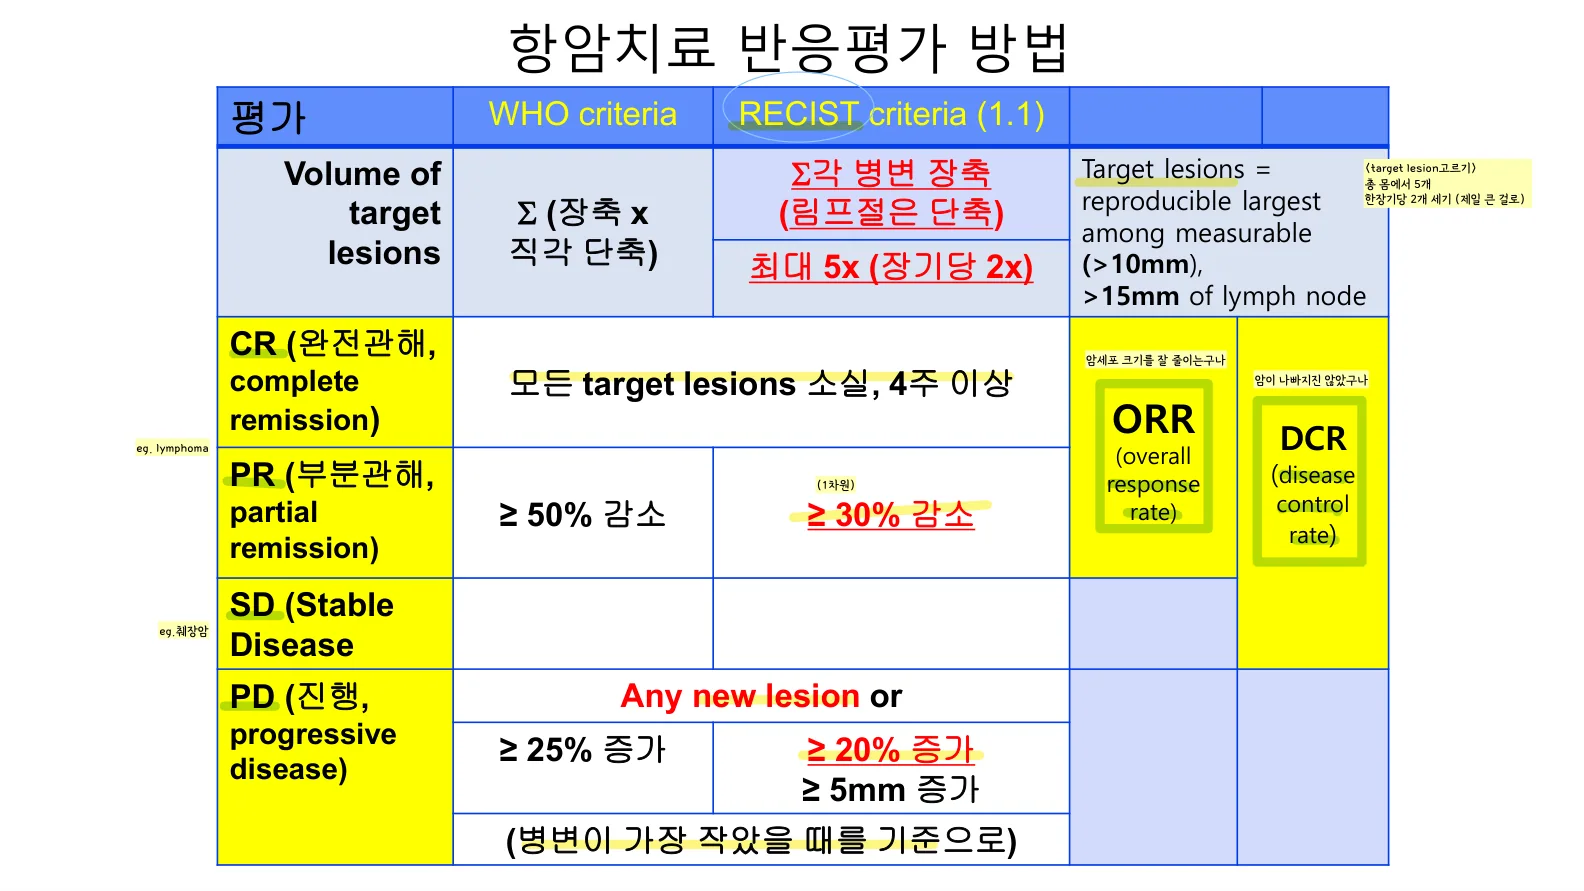 항암치료 반응평가 방법
평가
WHO criteria
RECIST criteria (1.1)
Volume of
target
lesions
Σ (장축 x
직각 단축)
Σ각 병변 장축
(림프절은 단축)
최대 5x (장기당 2x)
Target lesions =
reproducible largest
among measurable
(>10mm),
>15mm of lymph node
<target lesion고르기>
총 몸에서 5개
한장기당 2개 세기 (제일 큰 걸로)
CR (완전관해,
complete
remission)
모든 target lesions 소실, 4주 이상
암세포 크기를 잘 줄이는구나
ORR
(overall
response
rate)
암이 나빠지진 않았구나
DCR
(disease
control
rate)
eg. lymphoma
PR (부분관해,
partial
remission)
≥ 50% 감소
(1차원)
≥ 30% 감소
eg.췌장암
SD (Stable
Disease
PD (진행,
progressive
disease)
Any new lesion or
≥ 25% 증가
≥ 20% 증가
≥ 5mm 증가
(병변이 가장 작았을 때를 기준으로)